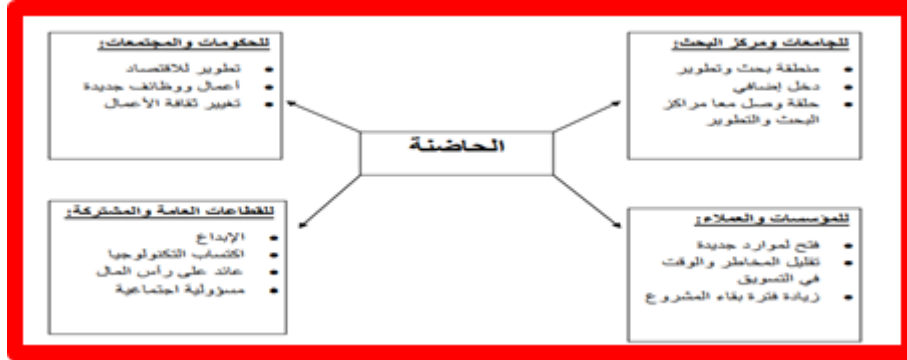 للجامعات ومركز البحث:
منطقة بحث وتطوير
دخل إضافي
حلقة وصل معا مراكز
البحث والتطوير
للحكومات والمجتمعات:
تطوير للاقتصاد
أعمال ووظائف جديدة
تغيير ثقافة الأعمال
الحاضنة
للمؤسسات والعملاء:
فتح لموارد جديدة
تقليل المخاطر والوقت
في التسويق
زيادة فترة بقاء المشروع
للقطاعات العامة والمشتركة:
الإبداع
اكتساب التكنولوجيا
عائد على رأس المال
مسؤولية اجتماعية